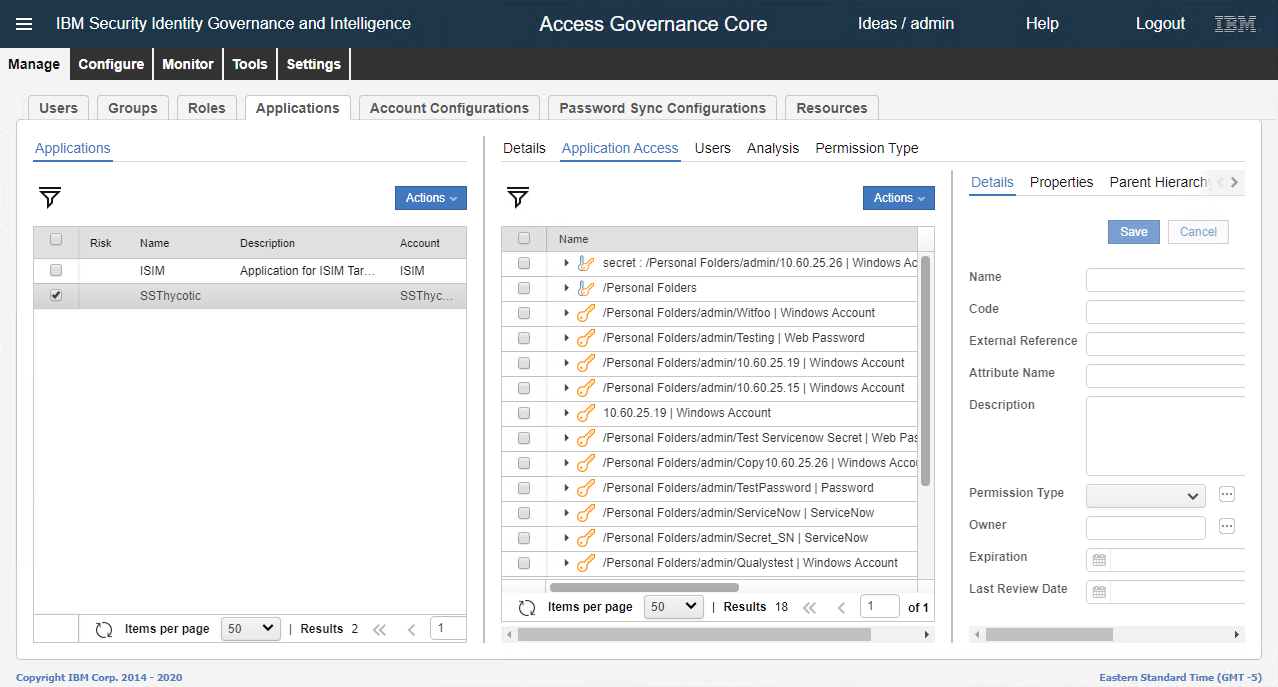 IBM Security Identity Governance and Intelligence Access Governance Core Ideas / admin Help Logout IBM
Manage Configure Monitor Tools Settings
Users Groups Roles Applications Account Configurations Password Sync Configurations Resources
Applications
Actions
Risk Name Description Account
ISIM Application for ISIM Tar... ISIM
SSThycotic SSThyc...
Items per page 50 | Results 2 1
Details Application Access Users Analysis Permission Type
Actions
Name
secret : /Personal Folders/admin/10.60.25.26 | Windows Ac
/Personal Folders
/Personal Folders/admin/Witfoo | Windows Account
/Personal Folders/admin/Testing | Web Password
/Personal Folders/admin/10.60.25.19 | Windows Account
/Personal Folders/admin/10.60.25.15 | Windows Account
10.60.25.19 | Windows Account
/Personal Folders/admin/Test Servicenow Secret | Web Pas
/Personal Folders/admin/Copy10.60.25.26 | Windows Acco
/Personal Folders/admin/TestPassword | Password
/Personal Folders/admin/ServiceNow | ServiceNow
/Personal Folders/admin/Secret_SN | ServiceNow
/Personal Folders/admin/Qualystest | Windows Account
Items per page 50 | Results 18 1 of 1
Details Properties Parent Hierarchy
Save Cancel
Name
Code
External Reference
Attribute Name
Description
Permission Type
Owner
Expiration
Last Review Date
Copyright IBM Corp. 2014 - 2020 Eastern Standard Time (GMT -5)